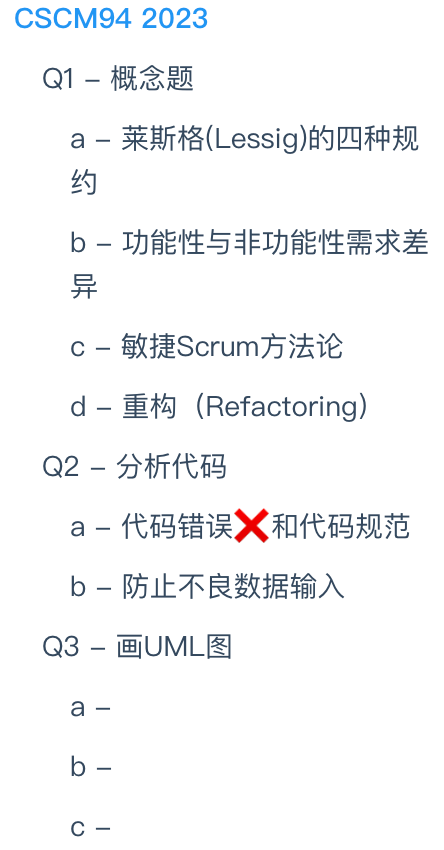 CSCM94 2023
Q1 – 概念题
a – 莱斯格(Lessig)的四种规
约
b – 功能性与非功能性需求差
异
c – 敏捷Scrum方法论
d – 重构（Refactoring）
Q2 – 分析代码
a – 代码错误❌和代码规范
b – 防止不良数据输入
Q3 – 画UML图
a –
b –
c –